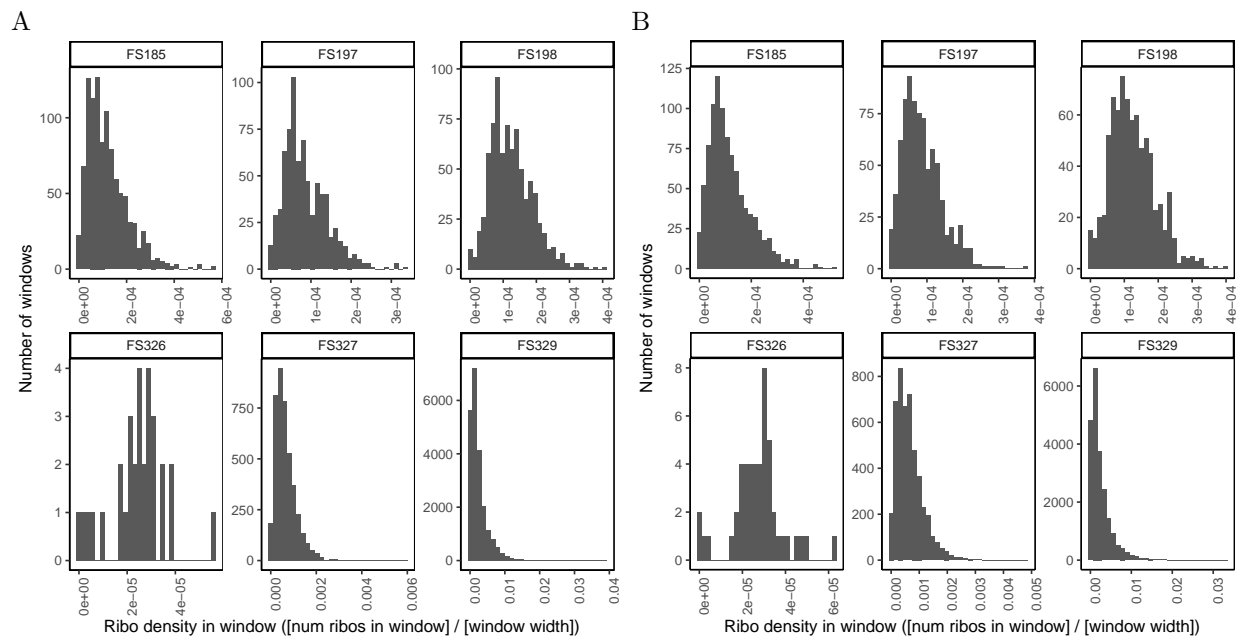 A
B
FS185
FS197
FS198
FS185
FS197
FS198
Number of windows
Number of windows
100
50
0
100
75
50
25
0
100
75
50
25
0
125
100
75
50
25
0
75
50
25
0
60
40
20
0
0e+00
2e−04
4e−04
6e−04
0e+00
1e−04
2e−04
3e−04
0e+00
1e−04
2e−04
3e−04
4e−04
0e+00
2e−04
4e−04
0e+00
1e−04
2e−04
3e−04
4e−04
0e+00
1e−04
2e−04
3e−04
4e−04
FS326
FS327
FS329
FS326
FS327
FS329
4
3
2
1
0
750
500
250
0
6000
4000
2000
0
8
6
4
2
0
800
600
400
200
0
6000
4000
2000
0
0e+00
2e−05
4e−05
0.000
0.002
0.004
0.006
0.00
0.01
0.02
0.03
0.04
0e+00
2e−05
4e−05
6e−05
0.000
0.001
0.002
0.003
0.004
0.005
0.00
0.01
0.02
0.03
Ribo density in window ([num ribos in window] / [window width])
Ribo density in window ([num ribos in window] / [window width])